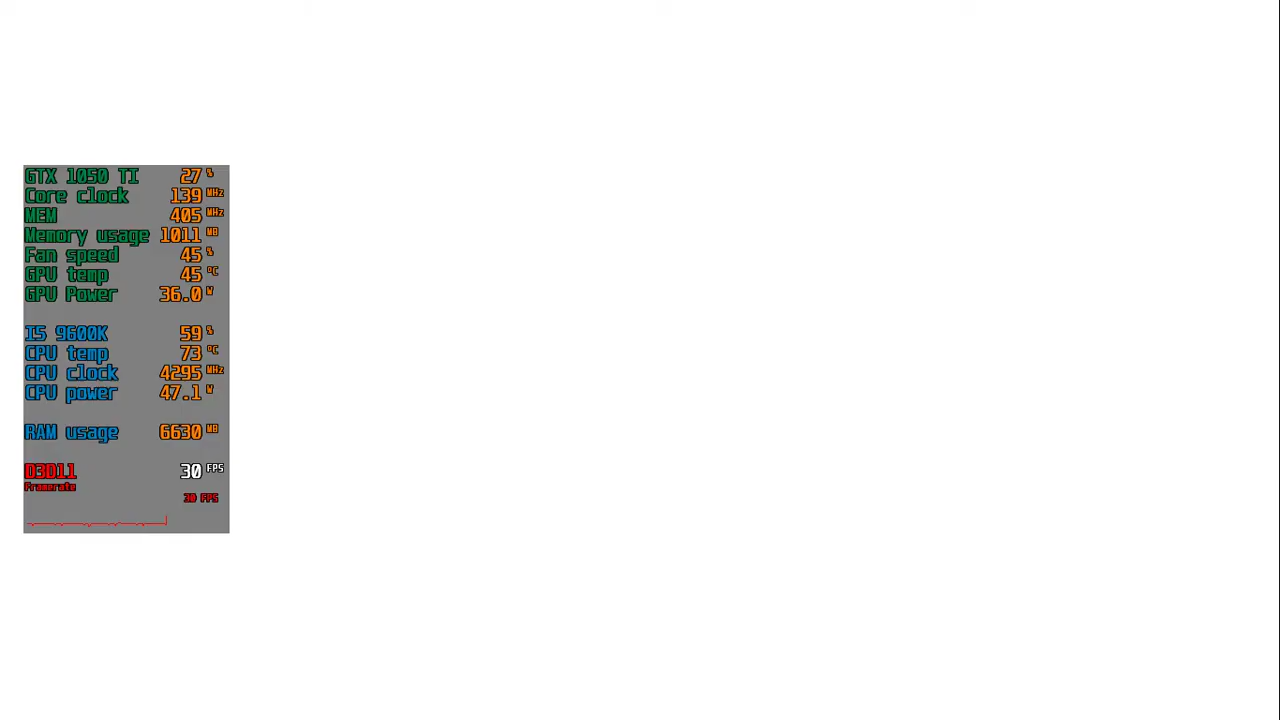 GTX 1050 TI 27 %
Core clock 139 MHz
MEM 405 MHz
Memory usage 1011 MB
Fan speed 45 %
GPU temp 45 °C
GPU Power 36.0 W
I5 9600K 59 %
CPU temp 73 °C
CPU clock 4295 MHz
CPU power 47.1 W
RAM usage 6630 MB
D3D11 30 FPS
Framerate
30 FPS